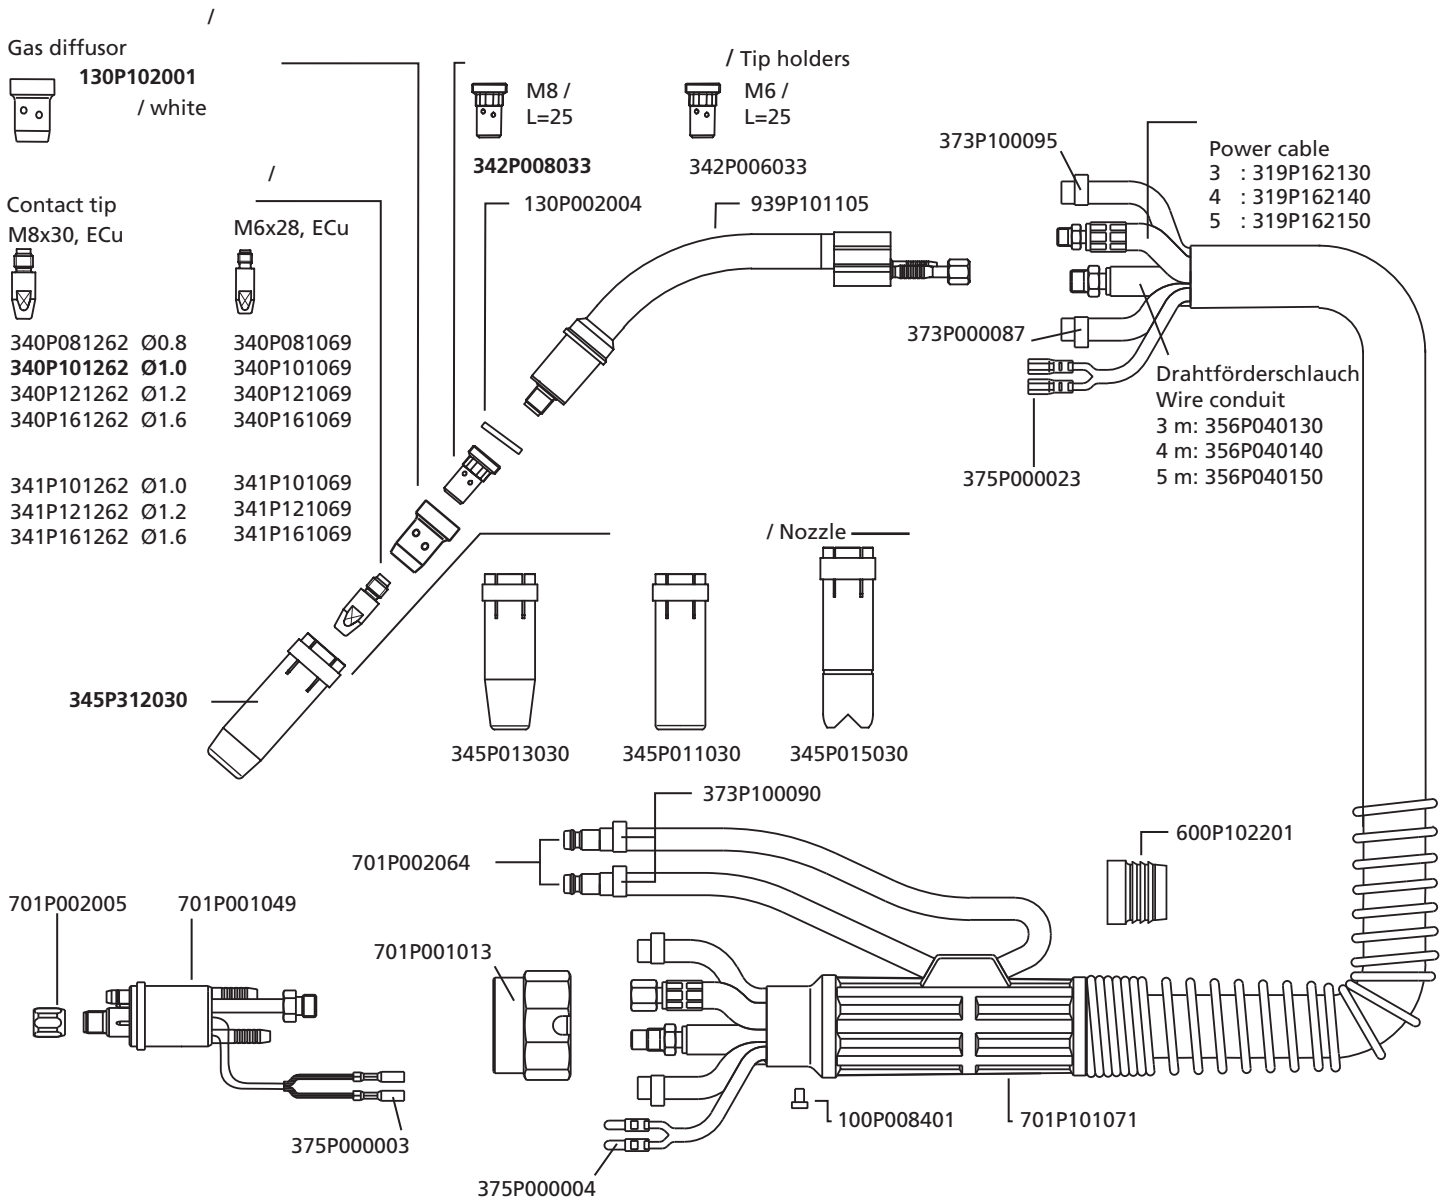 /
Gas diffusor
130P102001
/ white
/ Tip holders
M8 /
L=25
M6 /
L=25
342P008033
342P006033
130P002004
939P101105
373P100095
Power cable
3 : 319P162130
4 : 319P162140
5 : 319P162150
/
Contact tip
M8x30, ECu
M6x28, ECu
340P081262 Ø0.8 340P081069
340P101262 Ø1.0 340P101069
340P121262 Ø1.2 340P121069
340P161262 Ø1.6 340P161069
341P101262 Ø1.0 341P101069
341P121262 Ø1.2 341P121069
341P161262 Ø1.6 341P161069
373P000087
Drahtförderschlauch
Wire conduit
3 m: 356P040130
4 m: 356P040140
5 m: 356P040150
375P000023
/ Nozzle
345P312030
345P013030
345P011030
345P015030
373P100090
701P002064
600P102201
701P002005
701P001049
701P001013
100P008401
701P101071
375P000003
375P000004